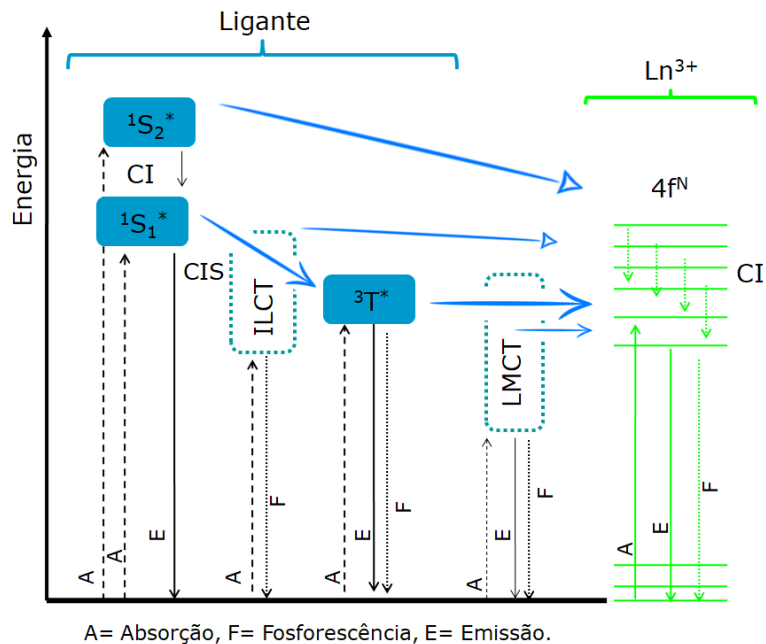 Ligante
Ln³⁺
Energia
¹S₂*
CI
4fᴺ
¹S₁*
CIS
ILCT
³T*
LMCT
CI
A
A
E
A
F
A
E
F
A
E
F
A
E
F
A= Absorção, F= Fosforescência, E= Emissão.